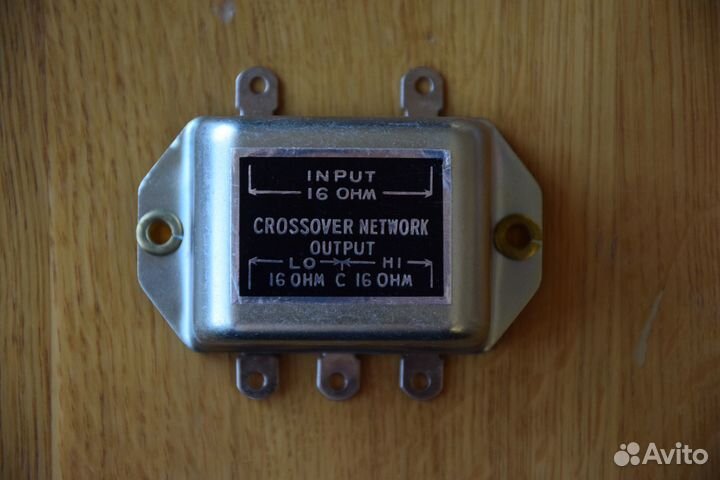 INPUT
16 OHM
CROSSOVER NETWORK
OUTPUT
LO HI
16 OHM C 16 OHM
Avito